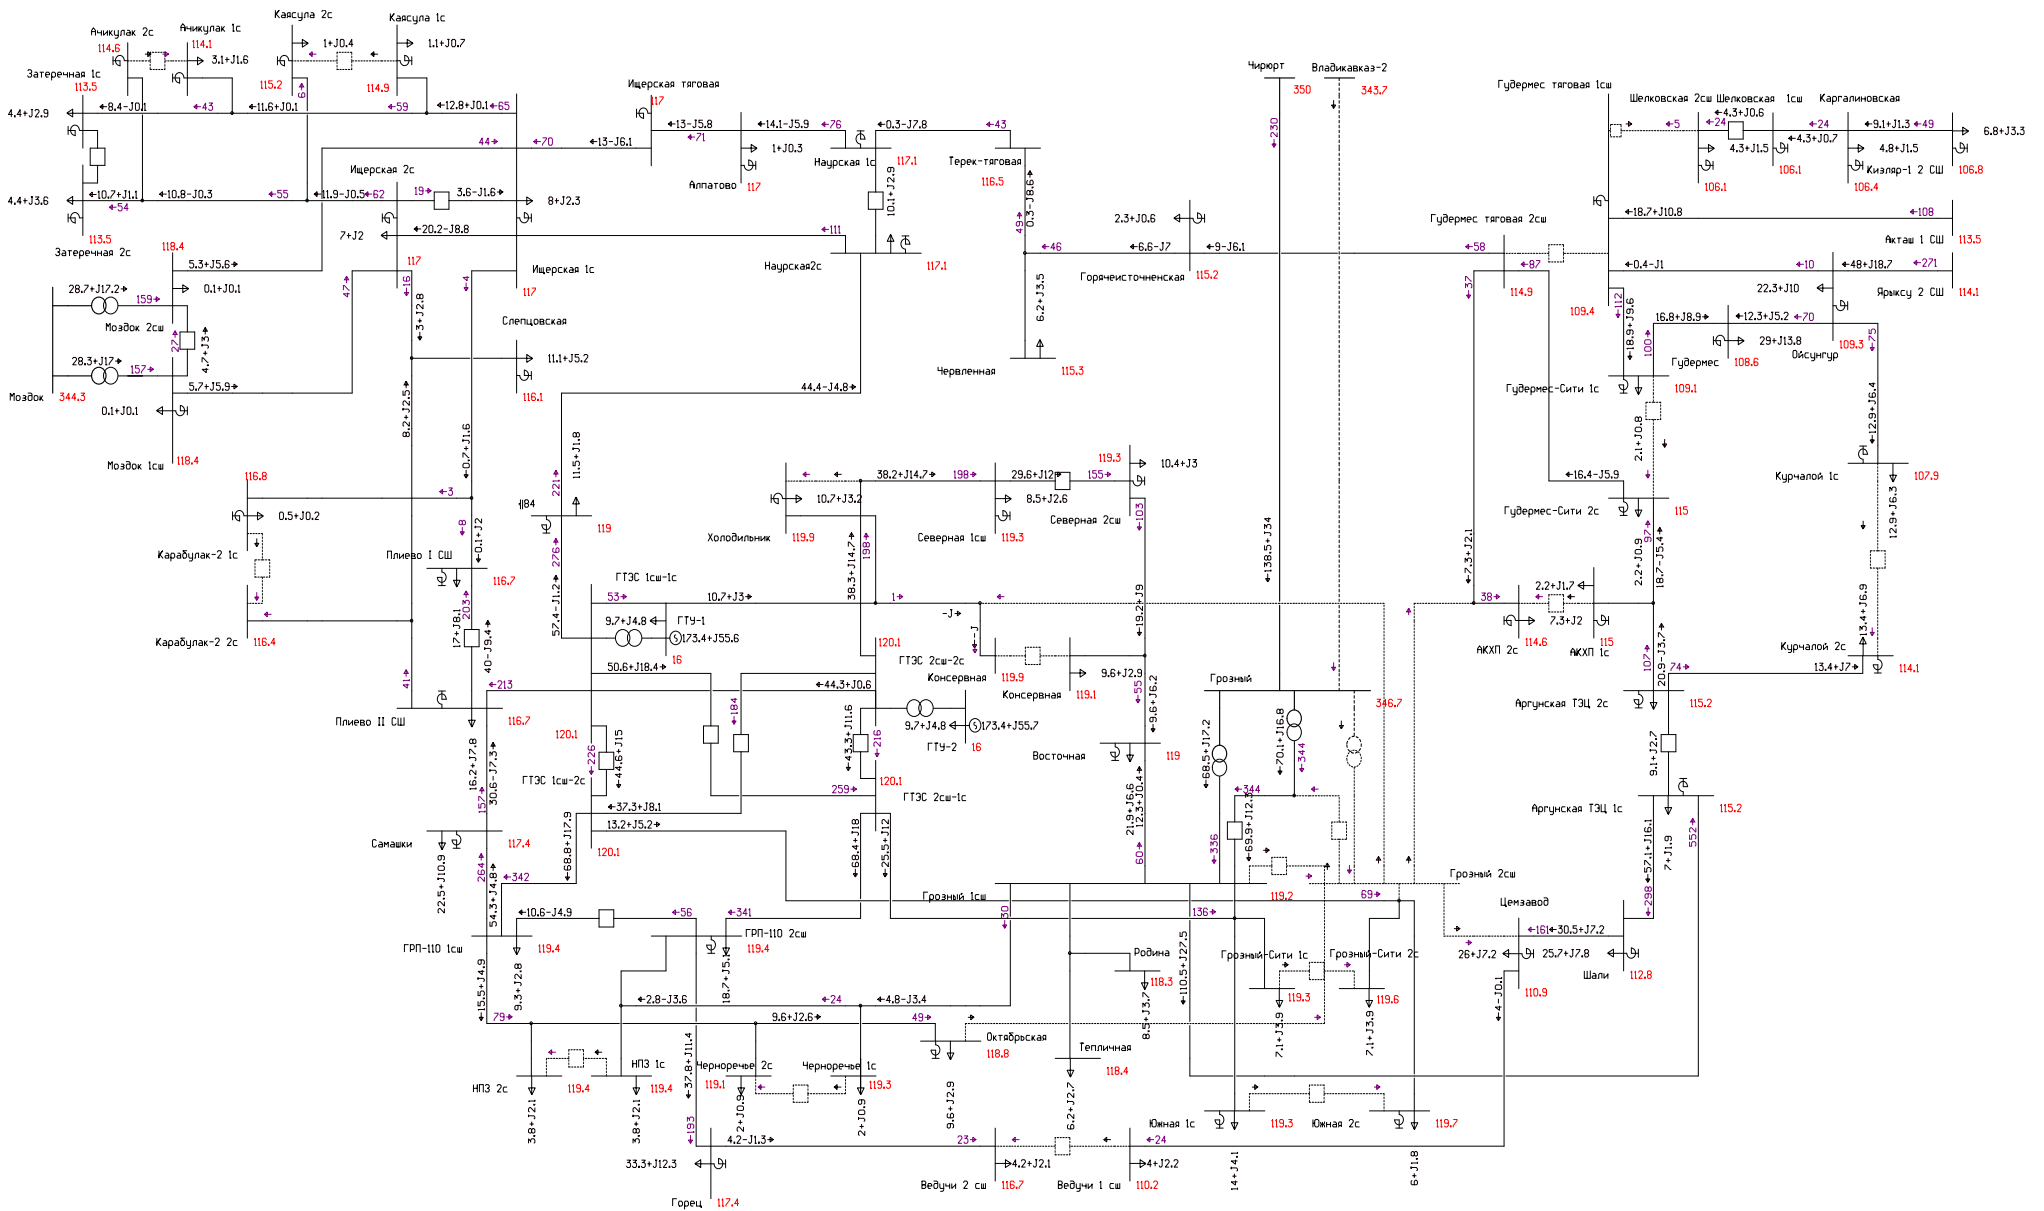 Каясула 2с
Каясула 1с
Ачикулак 2с
Ачикулак 1с
114.6
114.1
1+J0.4
1.1+J0.7
3.1+J1.6
Затеречная 1с
113.5
115.2
114.9
6
4.4+J2.9
8.4-J0.1
43
11.6+J0.1
59
12.8+J0.1
65
4.4+J3.6
10.7+J1.1
54
10.8-J0.3
55
11.9-J0.5
62
19
3.6-J1.6
8+J2.3
113.5
Затеречная 2с
Ищерская 2с
7+J2
20.2-J8.8
111
117
Ищерская 1с
117
44
70
13-J6.1
Ищерская тяговая
117
13-J5.8
71
14.1-J5.9
76
1+J0.3
Алпатово
117
Наурская 1с
117.1
0.3-J7.8
43
10.1+J2.9
Наурская2с
117.1
Терек-тяговая
116.5
49
0.3-J8.6
46
6.6-J7
9-J6.1
58
2.3+J0.6
Горячеисточненская
115.2
6.2+J3.5
Червленная
115.3
118.4
5.3+J5.6
28.7+J17.2
159
0.1+J0.1
Моздок 2сш
27
4.7+J3
28.3+J17
157
5.7+J5.9
Моздок
344.3
0.1+J0.1
Моздок 1сш
118.4
47
16
3+J2.8
4
Слепцовская
11.1+J5.2
116.1
8.2+J2.5
0.7+J1.6
116.8
3
0.5+J0.2
Карабулак-2 1с
Карабулак-2 2с
116.4
8
0.1+J2
Плиево I СШ
116.7
203
17+J8.1
40-J9.4
41
213
Плиево II СШ
116.7
16.2+J7.8
157
30.6-J7.3
Самашки
117.4
22.5+J10.9
264
54.3+J4.8
44.4-J4.8
221
11.5+J1.8
84
119
276
57.4-J1.2
ГТЭС 1сш-1с
53
10.7+J3
1
9.7+J4.8
ГТУ-1
173.4+J55.6
16
50.6+J18.4
44.3+J0.6
184
120.1
226
44.6+J15
ГТЭС 1сш-2с
37.3+J8.1
13.2+J5.2
120.1
259
68.8+J17.9
342
Холодильник
119.9
10.7+J3.2
38.2+J14.7
198
29.6+J12
155
8.5+J2.6
Северная 1сш
119.3
119.3
10.4+J3
Северная 2сш
103
38.3+J14.7
198
19.2+J9
120.1
ГТЭС 2сш-2с
-J
-J
Консервная
119.9
Консервная
119.1
9.6+J2.9
55
9.6+J6.2
43.3+J11.6
216
9.7+J4.8
173.4+J55.7
ГТУ-2
16
120.1
ГТЭС 2сш-1с
68.4+J18
25.5+J12
Восточная
119
21.9+J6.6
12.3+J0.4
60
Чирюрт
350
Владикавказ-2
343.7
230
138.5+J34
Грозный
346.7
68.5+J17.2
70.1+J16.8
344
344
336
69.9+J12.3
Грозный 1сш
119.2
Грозный 2сш
69
30
136
110.5+J27.5
Гудермес тяговая 1сш
109.4
Шелковская 2сш
Шелковская 1сш
Каргалиновская
5
4.3+J0.6
24
4.3+J0.7
24
9.1+J1.3
49
6.8+J3.3
4.3+J1.5
4.8+J1.5
Кизляр-1 2 СШ
106.1
106.1
106.4
106.8
18.7+J10.8
108
Акташ 1 СШ
113.5
Гудермес тяговая 2сш
87
114.9
37
0.4-J1
10
48+J18.7
271
22.3+J10
Ярыксу 2 СШ
114.1
112
18.9+J9.6
16.8+J8.9
12.3+J5.2
70
100
29+J13.8
Гудермес
108.6
Ойсунгур
109.3
75
12.9+J6.4
Гудермес-Сити 1с
109.1
2.1+J0.8
16.4-J5.9
Гудермес-Сити 2с
115
97
2.2+J0.9
18.7-J5.4
Курчалой 1с
107.9
12.9+J6.3
13.4+J6.9
Курчалой 2с
114.1
7.3+J2.1
38
АКХП 2с
114.6
2.2+J1.7
7.3+J2
АКХП 1с
115
107
20.9-J3.7
74
13.4+J7
Аргунская ТЭЦ 2с
115.2
9.1+J2.7
Аргунская ТЭЦ 1с
115.2
7+J1.9
552
57.1+J16.1
298
Цемзавод
161
30.5+J7.2
26+J7.2
25.7+J7.8
Шали
110.9
112.8
4-J0.1
ГРП-110 1сш
119.4
10.6-J4.9
56
341
ГРП-110 2сш
119.4
18.7+J5.1
9.3+J2.8
15.5+J4.9
79
2.8-J3.6
24
4.8-J3.4
9.6+J2.6
49
НПЗ 2с
119.4
3.8+J2.1
НПЗ 1с
119.4
3.8+J2.1
37.8+J11.4
193
Черноречье 2с
119.1
2+J0.9
Черноречье 1с
119.3
2+J0.9
Октябрьская
118.8
9.6+J2.9
Родина
118.3
8.5+J3.7
Тепличная
118.4
6.2+J2.7
Грозный-Сити 1с
119.3
7.1+J3.9
Грозный-Сити 2с
119.6
7.1+J3.9
Южная 1с
119.3
14+J4.1
Южная 2с
119.7
6+J1.8
4.2-J1.3
23
24
33.3+J12.3
Горец
117.4
4.2+J2.1
Ведучи 2 сш
116.7
4+J2.2
Ведучи 1 сш
110.2